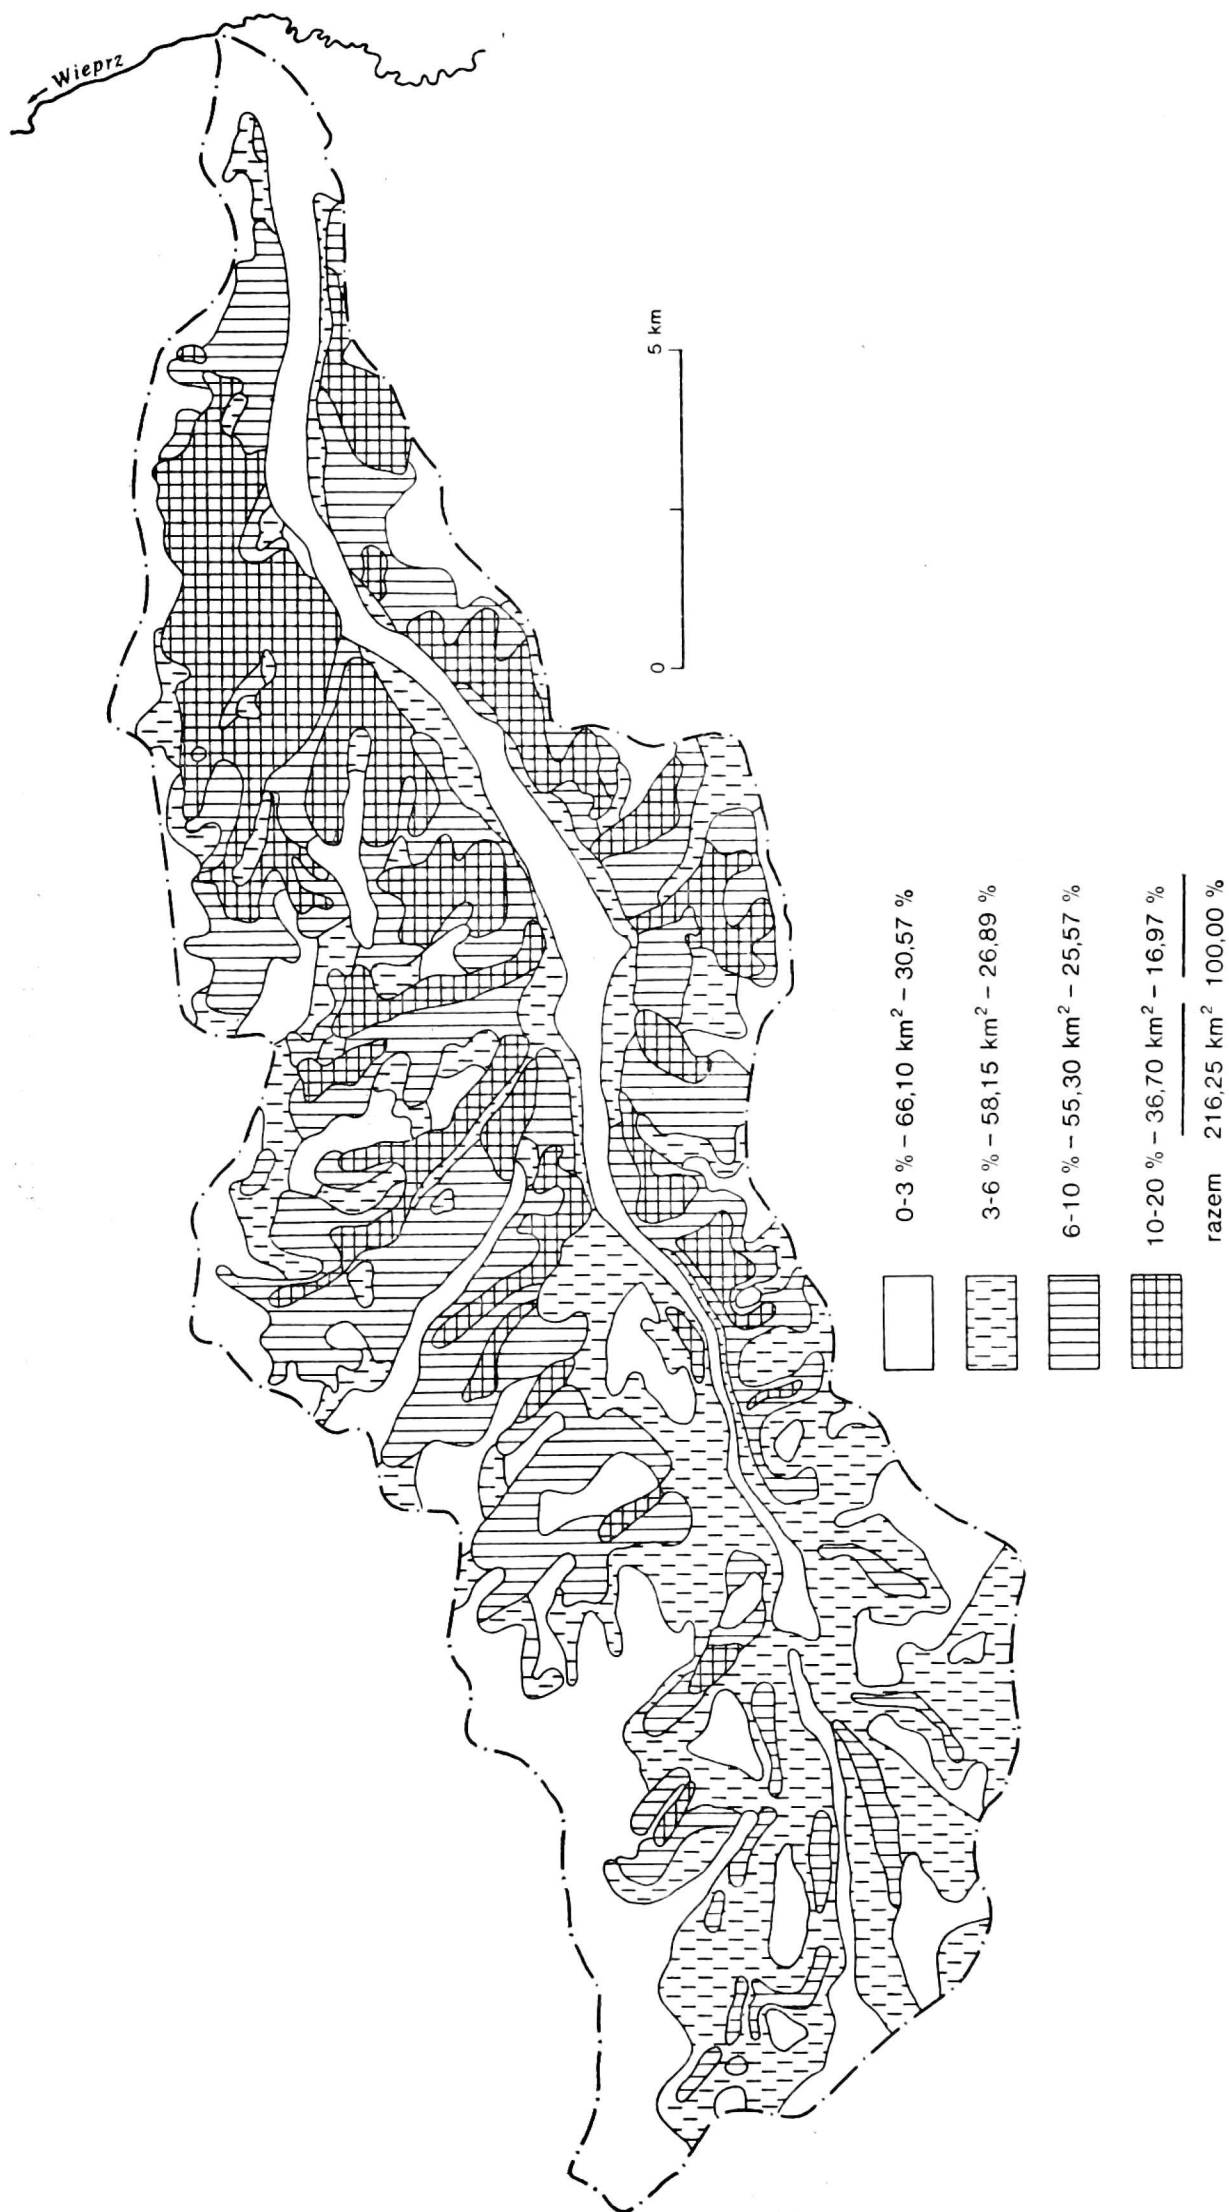 Wieprz
0 5 km
0-3 % – 66,10 km² – 30,57 %
3-6 % – 58,15 km² – 26,89 %
6-10 % – 55,30 km² – 25,57 %
10-20 % – 36,70 km² – 16,97 %
razem 216,25 km² 100,00 %